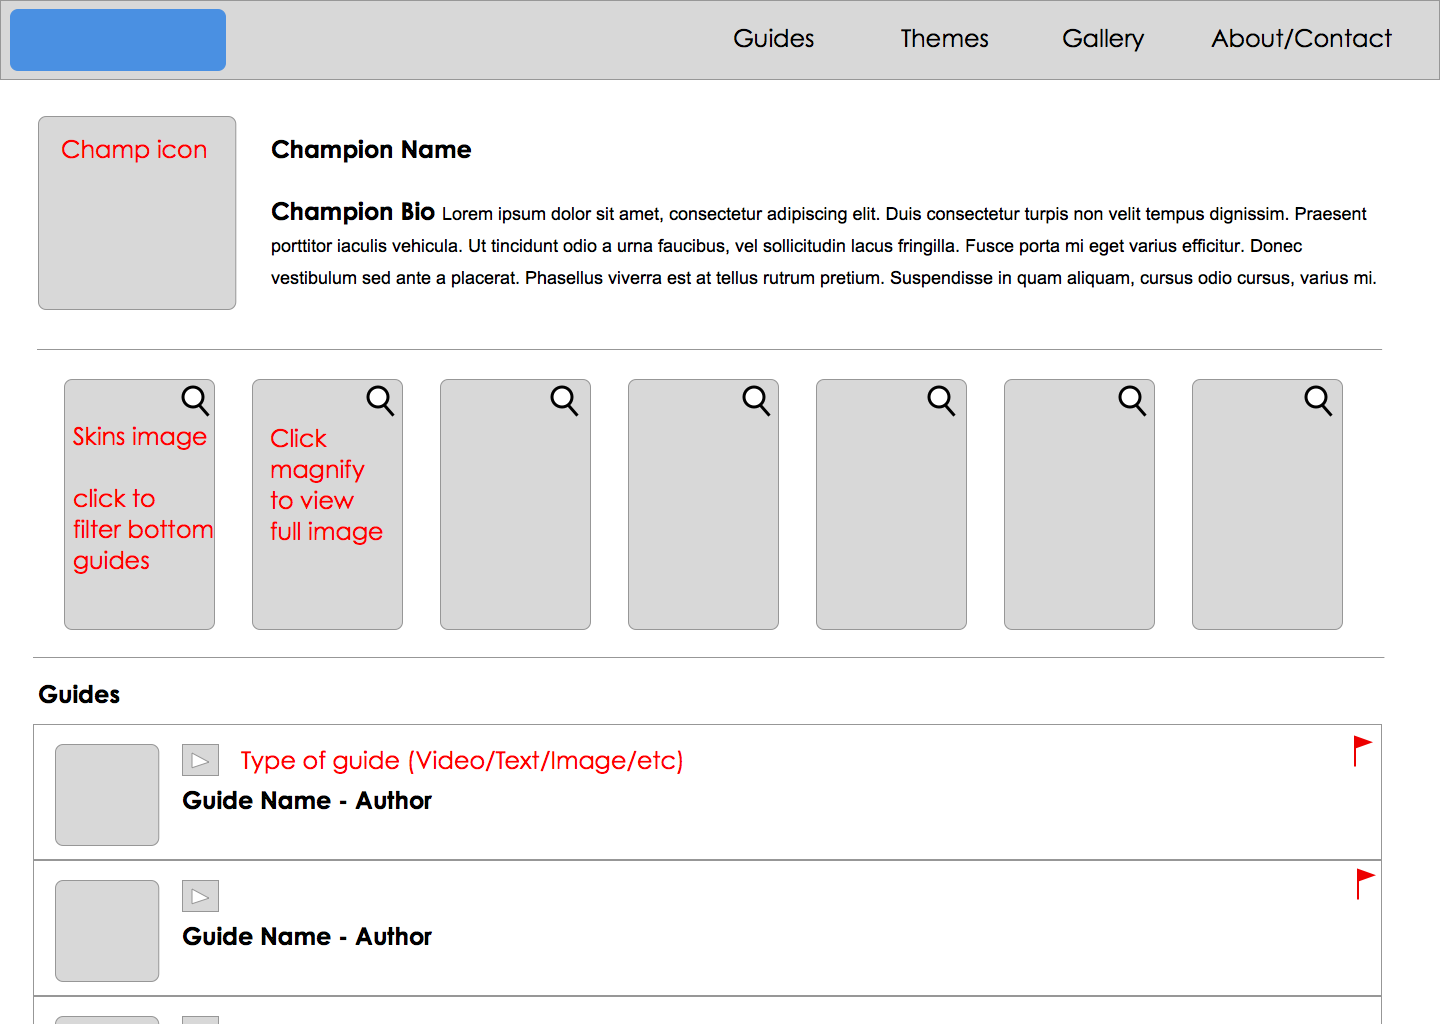 Guides Themes Gallery About/Contact
Champ icon
Champion Name
Champion Bio Lorem ipsum dolor sit amet, consectetur adipiscing elit. Duis consectetur turpis non velit tempus dignissim. Praesent
porttitor iaculis vehicula. Ut tincidunt odio a urna faucibus, vel sollicitudin lacus fringilla. Fusce porta mi eget varius efficitur. Donec
vestibulum sed ante a placerat. Phasellus viverra est at tellus rutrum pretium. Suspendisse in quam aliquam, cursus odio cursus, varius mi.
Skins image
click to
filter bottom
guides
Click
magnify
to view
full image
Guides
Type of guide (Video/Text/Image/etc)
Guide Name - Author
Guide Name - Author